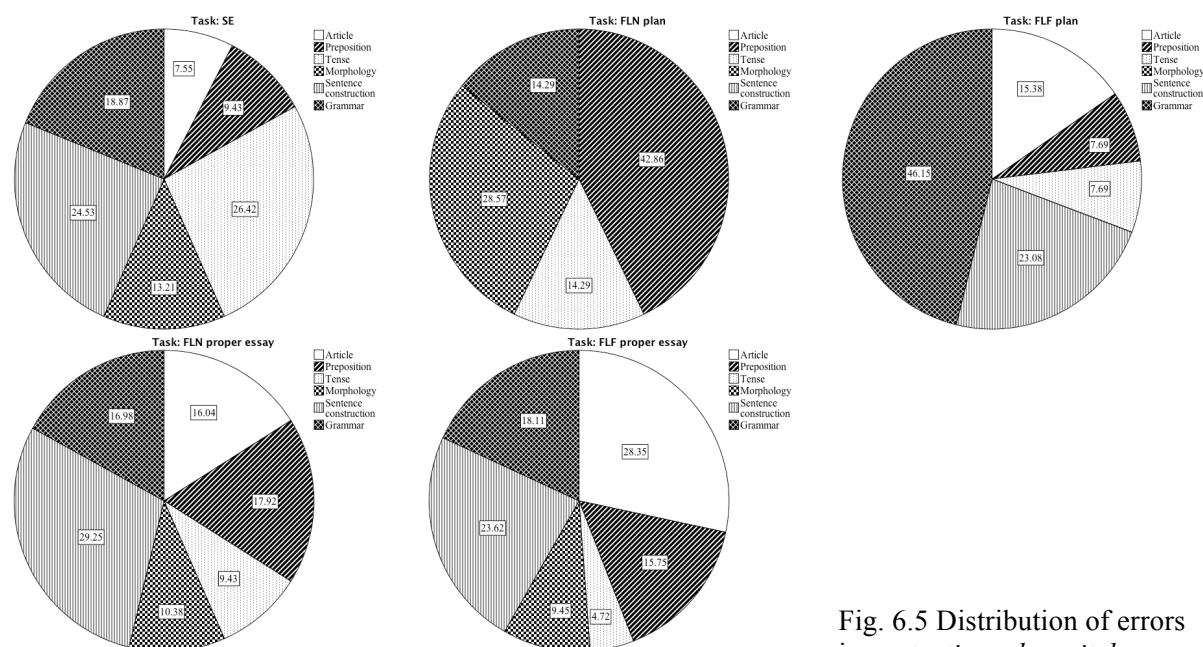 Task: SE
Article
Preposition
Tense
Morphology
Sentence
construction
Grammar
7.55
9.43
26.42
13.21
24.53
18.87
Task: FLN plan
Article
Preposition
Tense
Morphology
Sentence
construction
Grammar
42.86
14.29
28.57
14.29
Task: FLF plan
Article
Preposition
Tense
Morphology
Sentence
construction
Grammar
15.38
7.69
7.69
23.08
46.15
Task: FLN proper essay
Article
Preposition
Tense
Morphology
Sentence
construction
Grammar
16.04
17.92
9.43
10.38
29.25
16.98
Task: FLF proper essay
Article
Preposition
Tense
Morphology
Sentence
construction
Grammar
28.35
15.75
4.72
9.45
23.62
18.11
Fig. 6.5 Distribution of errors